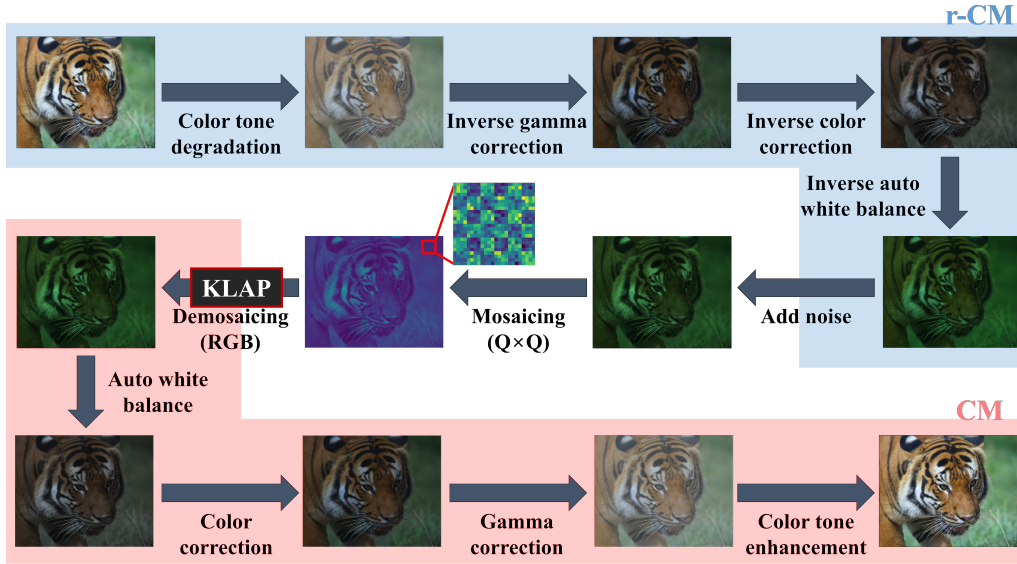 r-CM
Color tone
degradation
Inverse gamma
correction
Inverse color
correction
Inverse auto
white balance
Add noise
Mosaicing
(Q×Q)
KLAP
Demosaicing
(RGB)
Auto white
balance
CM
Color
correction
Gamma
correction
Color tone
enhancement